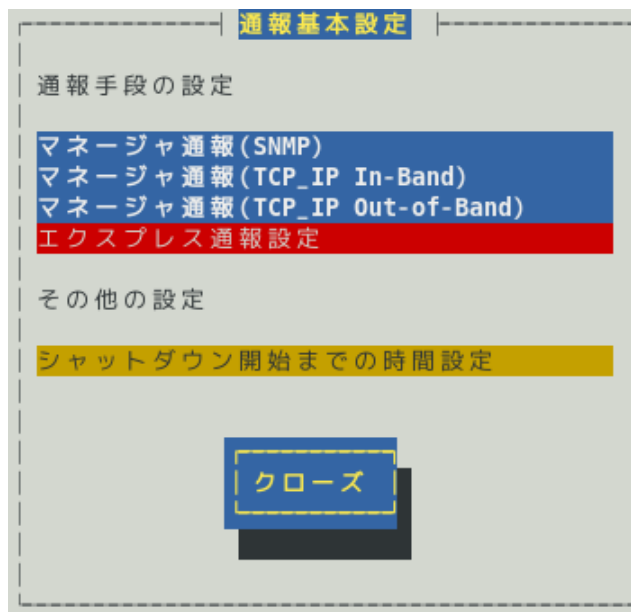 通報基本設定
通報手段の設定
マネージャ通報(SNMP)
マネージャ通報(TCP_IP In-Band)
マネージャ通報(TCP_IP Out-of-Band)
エクスプレス通報設定
その他の設定
シャットダウン開始までの時間設定
クローズ